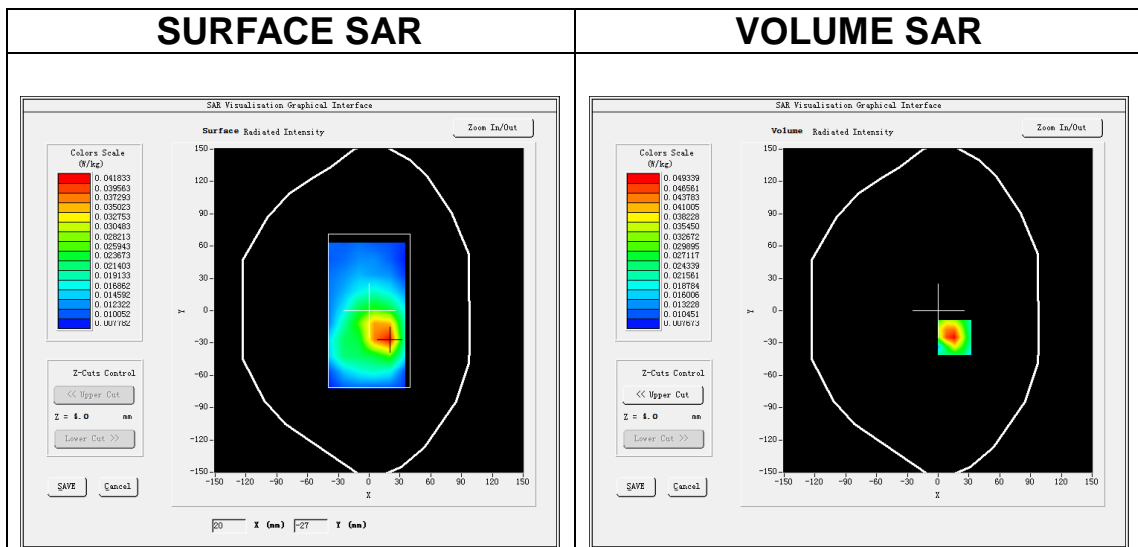 SURFACE SAR
VOLUME SAR
SAR Visualisation Graphical Interface
Surface Radiated Intensity
Zoom In/Out
Colors Scale
(W/kg)
0.041833
0.039563
0.037293
0.035023
0.032753
0.030483
0.028213
0.025943
0.023673
0.021403
0.019133
0.016862
0.014592
0.012322
0.010052
0.007782
150
120
90
60
30
0
-30
-60
-90
-120
-150
Y
-150 -120 -90 -60 -30 0 30 60 90 120 150
X
Z-Cuts Control
<< Upper Cut
Z = 4.0 mm
Lower Cut >>
SAVE Cancel
20 X (mm) -27 Y (mm)
SAR Visualisation Graphical Interface
Volume Radiated Intensity
Zoom In/Out
Colors Scale
(W/kg)
0.049339
0.046561
0.043783
0.041005
0.038228
0.035450
0.032672
0.029895
0.027117
0.024339
0.021561
0.018784
0.016006
0.013228
0.010451
0.007673
150
120
90
60
30
0
-30
-60
-90
-120
-150
Y
-150 -120 -90 -60 -30 0 30 60 90 120 150
X
Z-Cuts Control
<< Upper Cut
Z = 4.0 mm
Lower Cut >>
SAVE Cancel